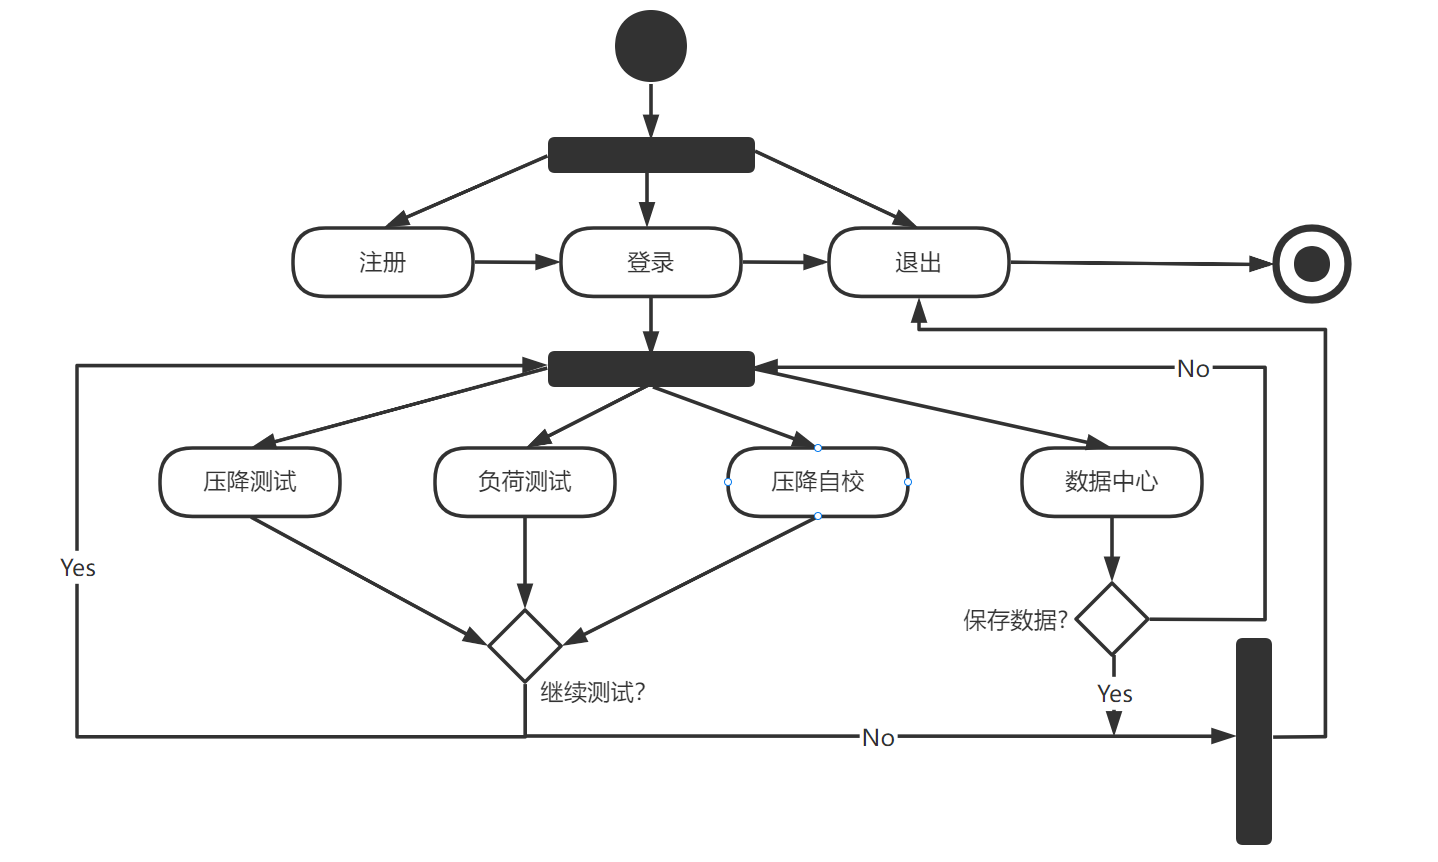 注册
登录
退出
No
压降测试
负荷测试
压降自校
数据中心
Yes
保存数据?
继续测试?
Yes
No